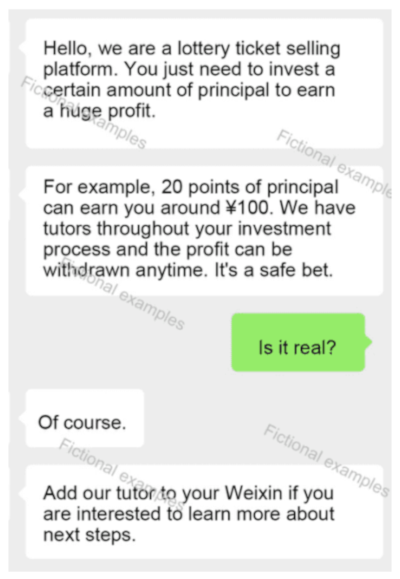 Hello, we are a lottery ticket selling
platform. You just need to invest a
certain amount of principal to earn
a huge profit.
Fictional examples
Fictional examples
For example, 20 points of principal
can earn you around ¥100. We have
tutors throughout your investment
process and the profit can be
withdrawn anytime. It's a safe bet.
Fictional examples
Is it real?
Of course.
Fictional examples
Fictional examples
Add our tutor to your Weixin if you
are interested to learn more about
next steps.